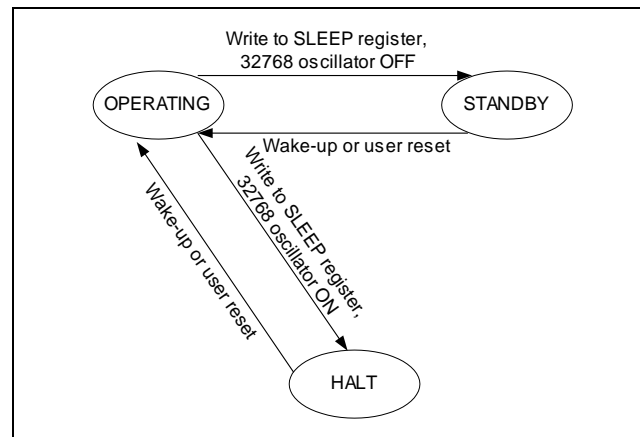 Write to SLEEP register,
32768 oscillator OFF
OPERATING
STANDBY
Wake-up or user reset
Write to SLEEP register,
32768 oscillator ON
Wake-up or user reset
HALT